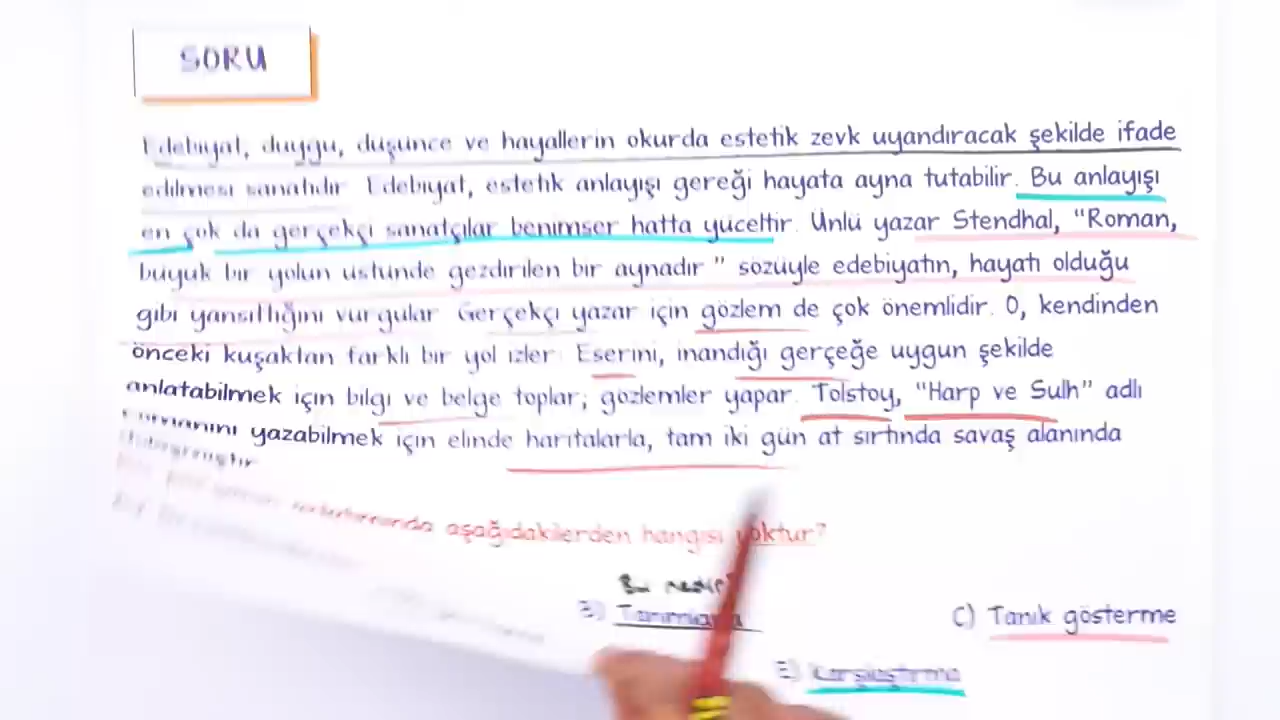 SORU
Edebiyat, duygu, düşünce ve hayallerin okurda estetik zevk uyandıracak şekilde ifade
edilmesi sanatıdır. Edebiyat, estetik anlayışı gereği hayata ayna tutabilir. Bu anlayışı
en çok da gerçekçi sanatçılar benimser hatta yüceltir. Ünlü yazar Stendhal, "Roman,
büyük bir yolun üstünde gezdirilen bir aynadır." sözüyle edebiyatın, hayatı olduğu
gibi yansıttığını vurgular. Gerçekçi yazar için gözlem de çok önemlidir. O, kendinden
önceki kuşaktan farklı bir yol izler. Eserini, inandığı gerçeğe uygun şekilde
anlatabilmek için bilgi ve belge toplar; gözlemler yapar. Tolstoy, "Harp ve Sulh" adlı
romanını yazabilmek için elinde haritalarla, tam iki gün at sırtında savaş alanında
aşağıdakilerden hangisi yoktur?
Bu nedir?
B) Tanımlama
C) Tanık gösterme
E) Karşılaştırma